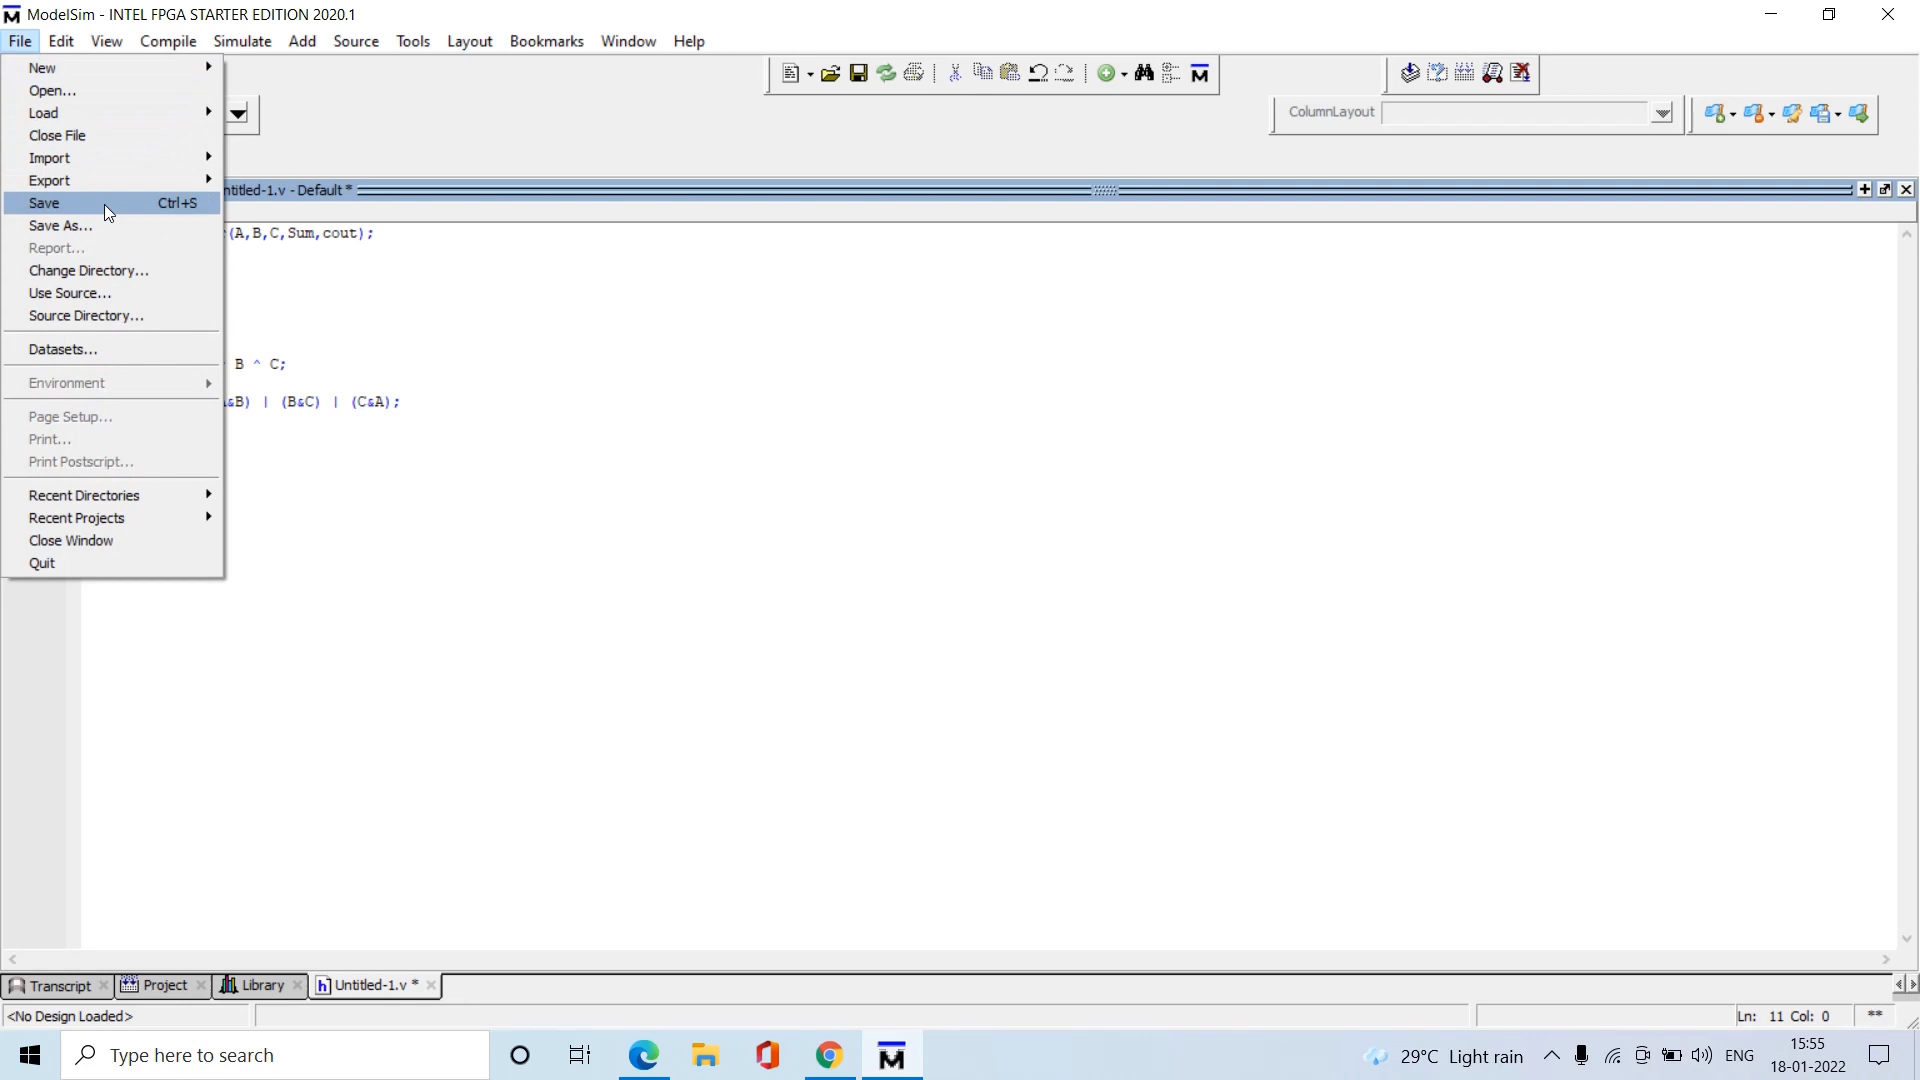 ModelSim - INTEL FPGA STARTER EDITION 2020.1
File Edit View Compile Simulate Add Source Tools Layout Bookmarks Window Help
New
Open...
Load
Close File
Import
Export
Save Ctrl+S
Save As...
Report...
Change Directory...
Use Source...
Source Directory...
Datasets...
Environment
Page Setup...
Print...
Print Postscript...
Recent Directories
Recent Projects
Close Window
Quit
ColumnLayout
ntitled-1.v - Default *
(A,B,C,Sum,cout);
B ^ C;
&B) | (B&C) | (C&A);
Transcript Project Library Untitled-1.v *
<No Design Loaded> Ln: 11 Col: 0 **
Type here to search 29°C Light rain ENG 15:55
18-01-2022